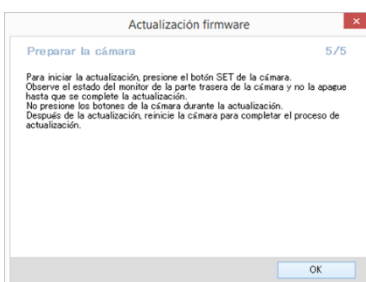 Actualización firmware
Preparar la cámara 5/5
Para iniciar la actualización, presione el botón SET de la cámara.
Observe el estado del monitor de la parte trasera de la cámara y no la apague
hasta que se complete la actualización.
No presione los botones de la cámara durante la actualización.
Después de la actualización, reinicie la cámara para completar el proceso de
actualización.
OK